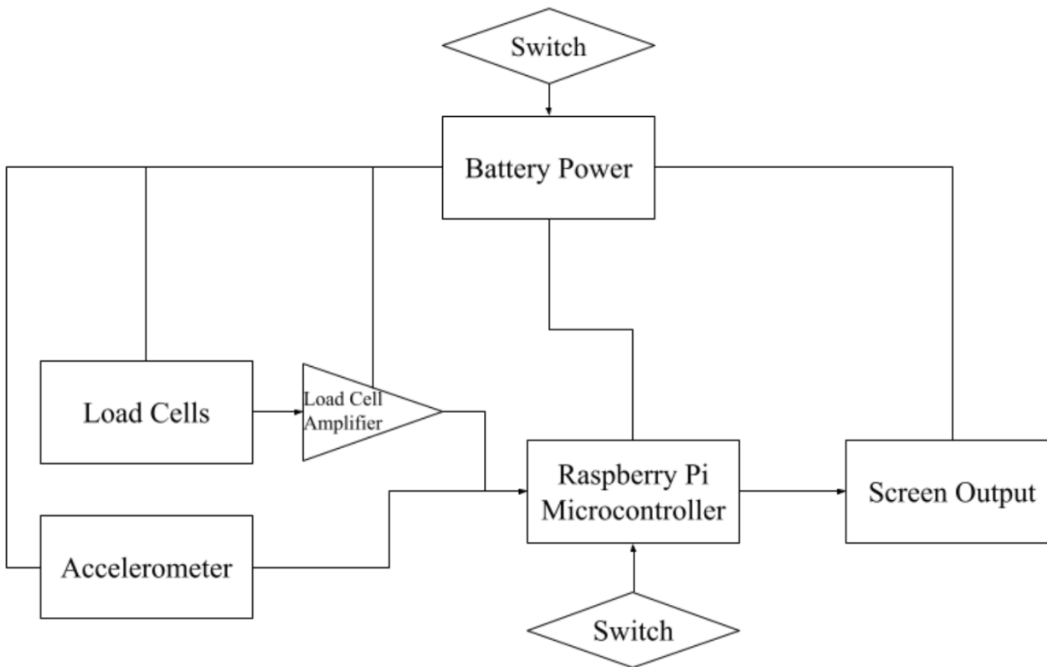 Switch
Battery Power
Load Cells
Load Cell
Amplifier
Raspberry Pi
Microcontroller
Screen Output
Accelerometer
Switch